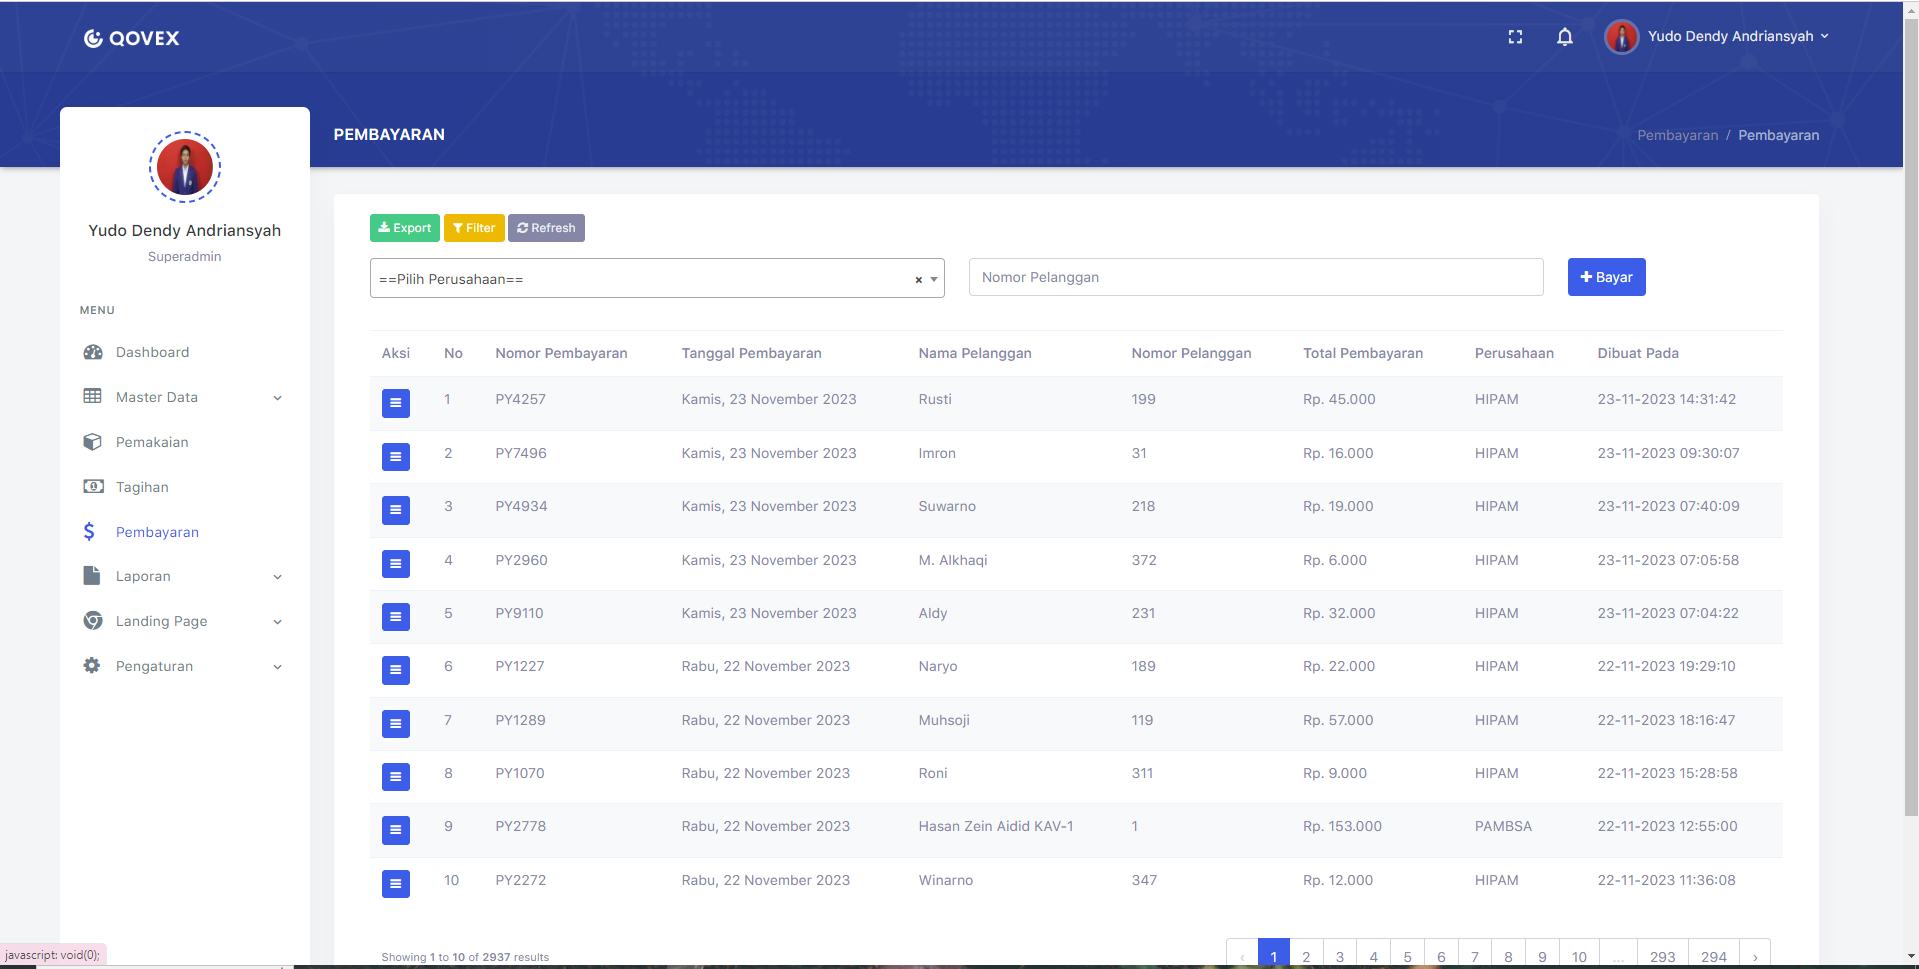 QOVEX
Yudo Dendy Andriansyah
PEMBAYARAN
Pembayaran / Pembayaran
Yudo Dendy Andriansyah
Superadmin
MENU
Dashboard
Master Data
Pemakaian
Tagihan
Pembayaran
Laporan
Landing Page
Pengaturan
Export Filter Refresh
==Pilih Perusahaan== × Nomor Pelanggan + Bayar
Aksi No Nomor Pembayaran Tanggal Pembayaran Nama Pelanggan Nomor Pelanggan Total Pembayaran Perusahaan Dibuat Pada
1 PY4257 Kamis, 23 November 2023 Rusti 199 Rp. 45.000 HIPAM 23-11-2023 14:31:42
2 PY7496 Kamis, 23 November 2023 Imron 31 Rp. 16.000 HIPAM 23-11-2023 09:30:07
3 PY4934 Kamis, 23 November 2023 Suwarno 218 Rp. 19.000 HIPAM 23-11-2023 07:40:09
4 PY2960 Kamis, 23 November 2023 M. Alkhaqi 372 Rp. 6.000 HIPAM 23-11-2023 07:05:58
5 PY9110 Kamis, 23 November 2023 Aldy 231 Rp. 32.000 HIPAM 23-11-2023 07:04:22
6 PY1227 Rabu, 22 November 2023 Naryo 189 Rp. 22.000 HIPAM 22-11-2023 19:29:10
7 PY1289 Rabu, 22 November 2023 Muhsoji 119 Rp. 57.000 HIPAM 22-11-2023 18:16:47
8 PY1070 Rabu, 22 November 2023 Roni 311 Rp. 9.000 HIPAM 22-11-2023 15:28:58
9 PY2778 Rabu, 22 November 2023 Hasan Zein Aidid KAV-1 1 Rp. 153.000 PAMBSA 22-11-2023 12:55:00
10 PY2272 Rabu, 22 November 2023 Winarno 347 Rp. 12.000 HIPAM 22-11-2023 11:36:08
Showing 1 to 10 of 2937 results
‹ 1 2 3 4 5 6 7 8 9 10 ... 293 294 ›
javascript: void(0);